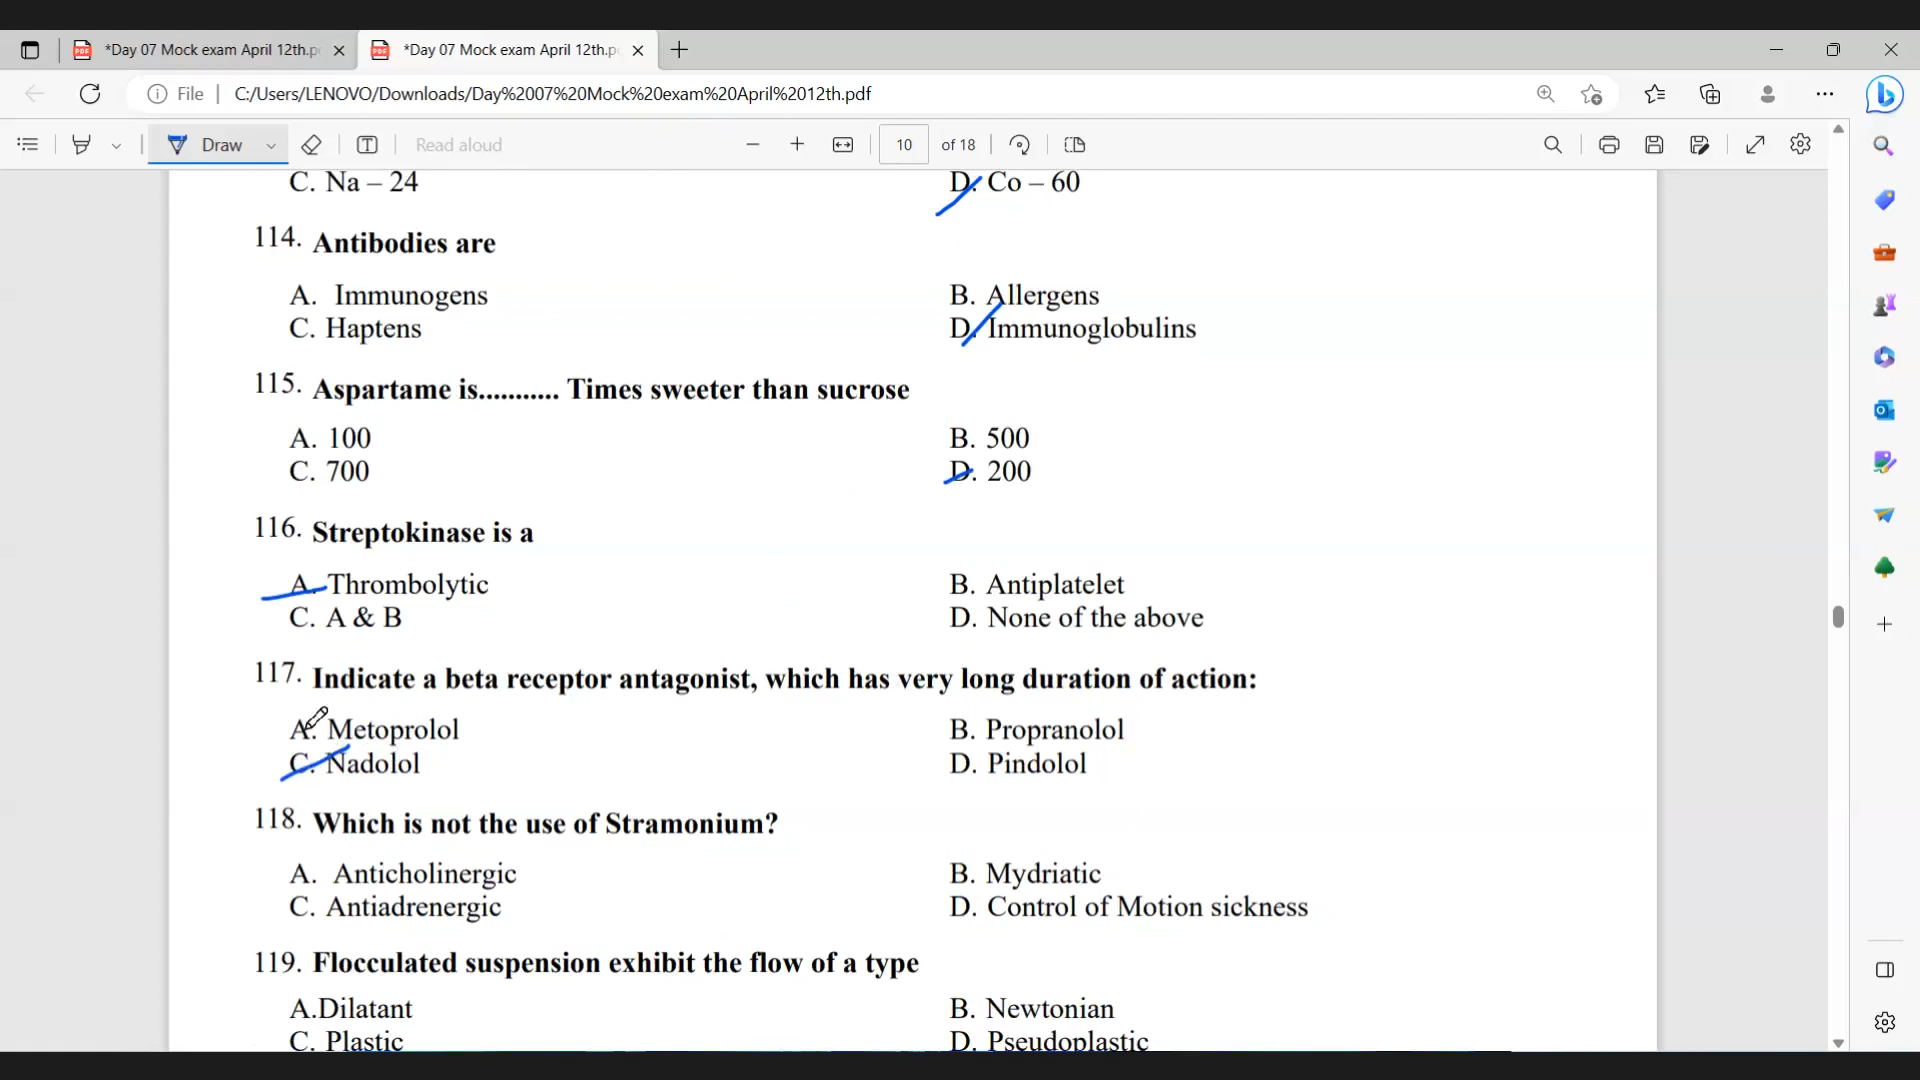 *Day 07 Mock exam April 12th.p
*Day 07 Mock exam April 12th.p
File
C:/Users/LENOVO/Downloads/Day%2007%20Mock%20exam%20April%2012th.pdf
Draw
Read aloud
10
of 18
C. Na – 24
D. Co – 60
114. Antibodies are
A. Immunogens
B. Allergens
C. Haptens
D. Immunoglobulins
115. Aspartame is........... Times sweeter than sucrose
A. 100
B. 500
C. 700
D. 200
116. Streptokinase is a
A. Thrombolytic
B. Antiplatelet
C. A & B
D. None of the above
117. Indicate a beta receptor antagonist, which has very long duration of action:
A. Metoprolol
B. Propranolol
C. Nadolol
D. Pindolol
118. Which is not the use of Stramonium?
A. Anticholinergic
B. Mydriatic
C. Antiadrenergic
D. Control of Motion sickness
119. Flocculated suspension exhibit the flow of a type
A.Dilatant
B. Newtonian
C. Plastic
D. Pseudoplastic